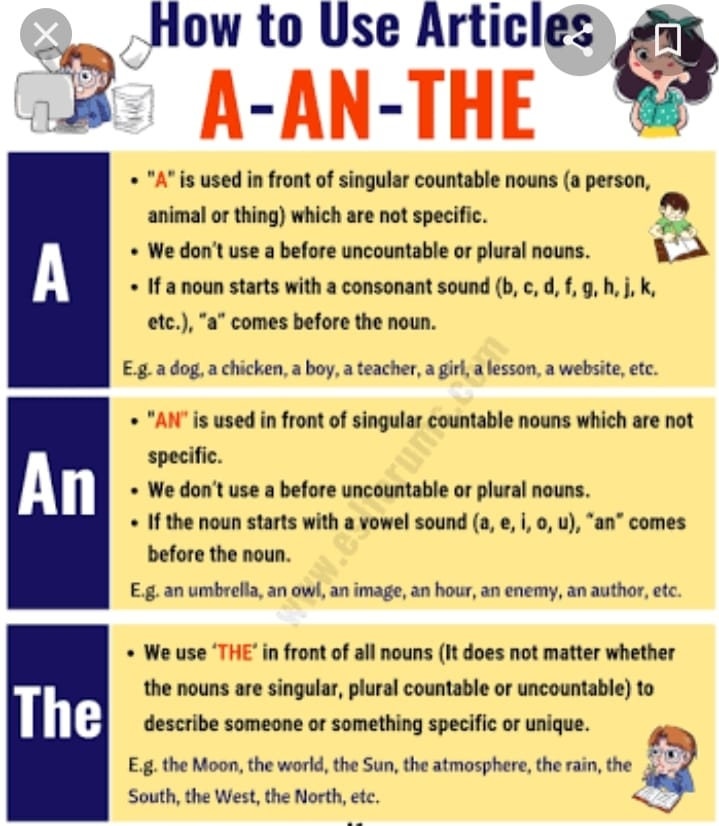 How to Use Articles
A-AN-THE
A
• "A" is used in front of singular countable nouns (a person,
animal or thing) which are not specific.
• We don't use a before uncountable or plural nouns.
• If a noun starts with a consonant sound (b, c, d, f, g, h, j, k,
etc.), "a" comes before the noun.
E.g. a dog, a chicken, a boy, a teacher, a girl, a lesson, a website, etc.
An
• "AN" is used in front of singular countable nouns which are not
specific.
• We don't use a before uncountable or plural nouns.
• If the noun starts with a vowel sound (a, e, i, o, u), "an" comes
before the noun.
E.g. an umbrella, an owl, an image, an hour, an enemy, an author, etc.
The
• We use 'THE' in front of all nouns (It does not matter whether
the nouns are singular, plural countable or uncountable) to
describe someone or something specific or unique.
E.g. the Moon, the world, the Sun, the atmosphere, the rain, the
South, the West, the North, etc.
www.eslforums.com